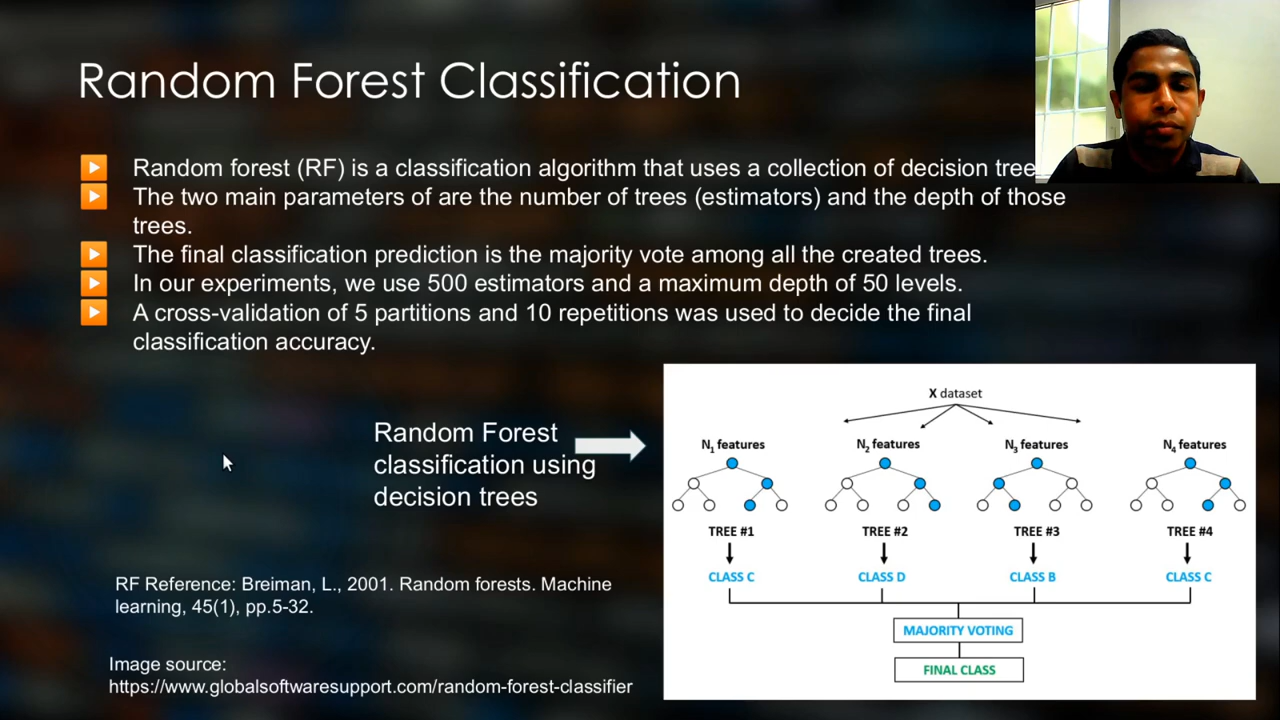 Random Forest Classification
Random forest (RF) is a classification algorithm that uses a collection of decision tree
The two main parameters of are the number of trees (estimators) and the depth of those
trees.
The final classification prediction is the majority vote among all the created trees.
In our experiments, we use 500 estimators and a maximum depth of 50 levels.
A cross-validation of 5 partitions and 10 repetitions was used to decide the final
classification accuracy.
Random Forest
classification using
decision trees
X dataset
N1 features N2 features N3 features N4 features
TREE #1 TREE #2 TREE #3 TREE #4
CLASS C CLASS D CLASS B CLASS C
MAJORITY VOTING
FINAL CLASS
RF Reference: Breiman, L., 2001. Random forests. Machine
learning, 45(1), pp.5-32.
Image source:
https://www.globalsoftwaresupport.com/random-forest-classifier